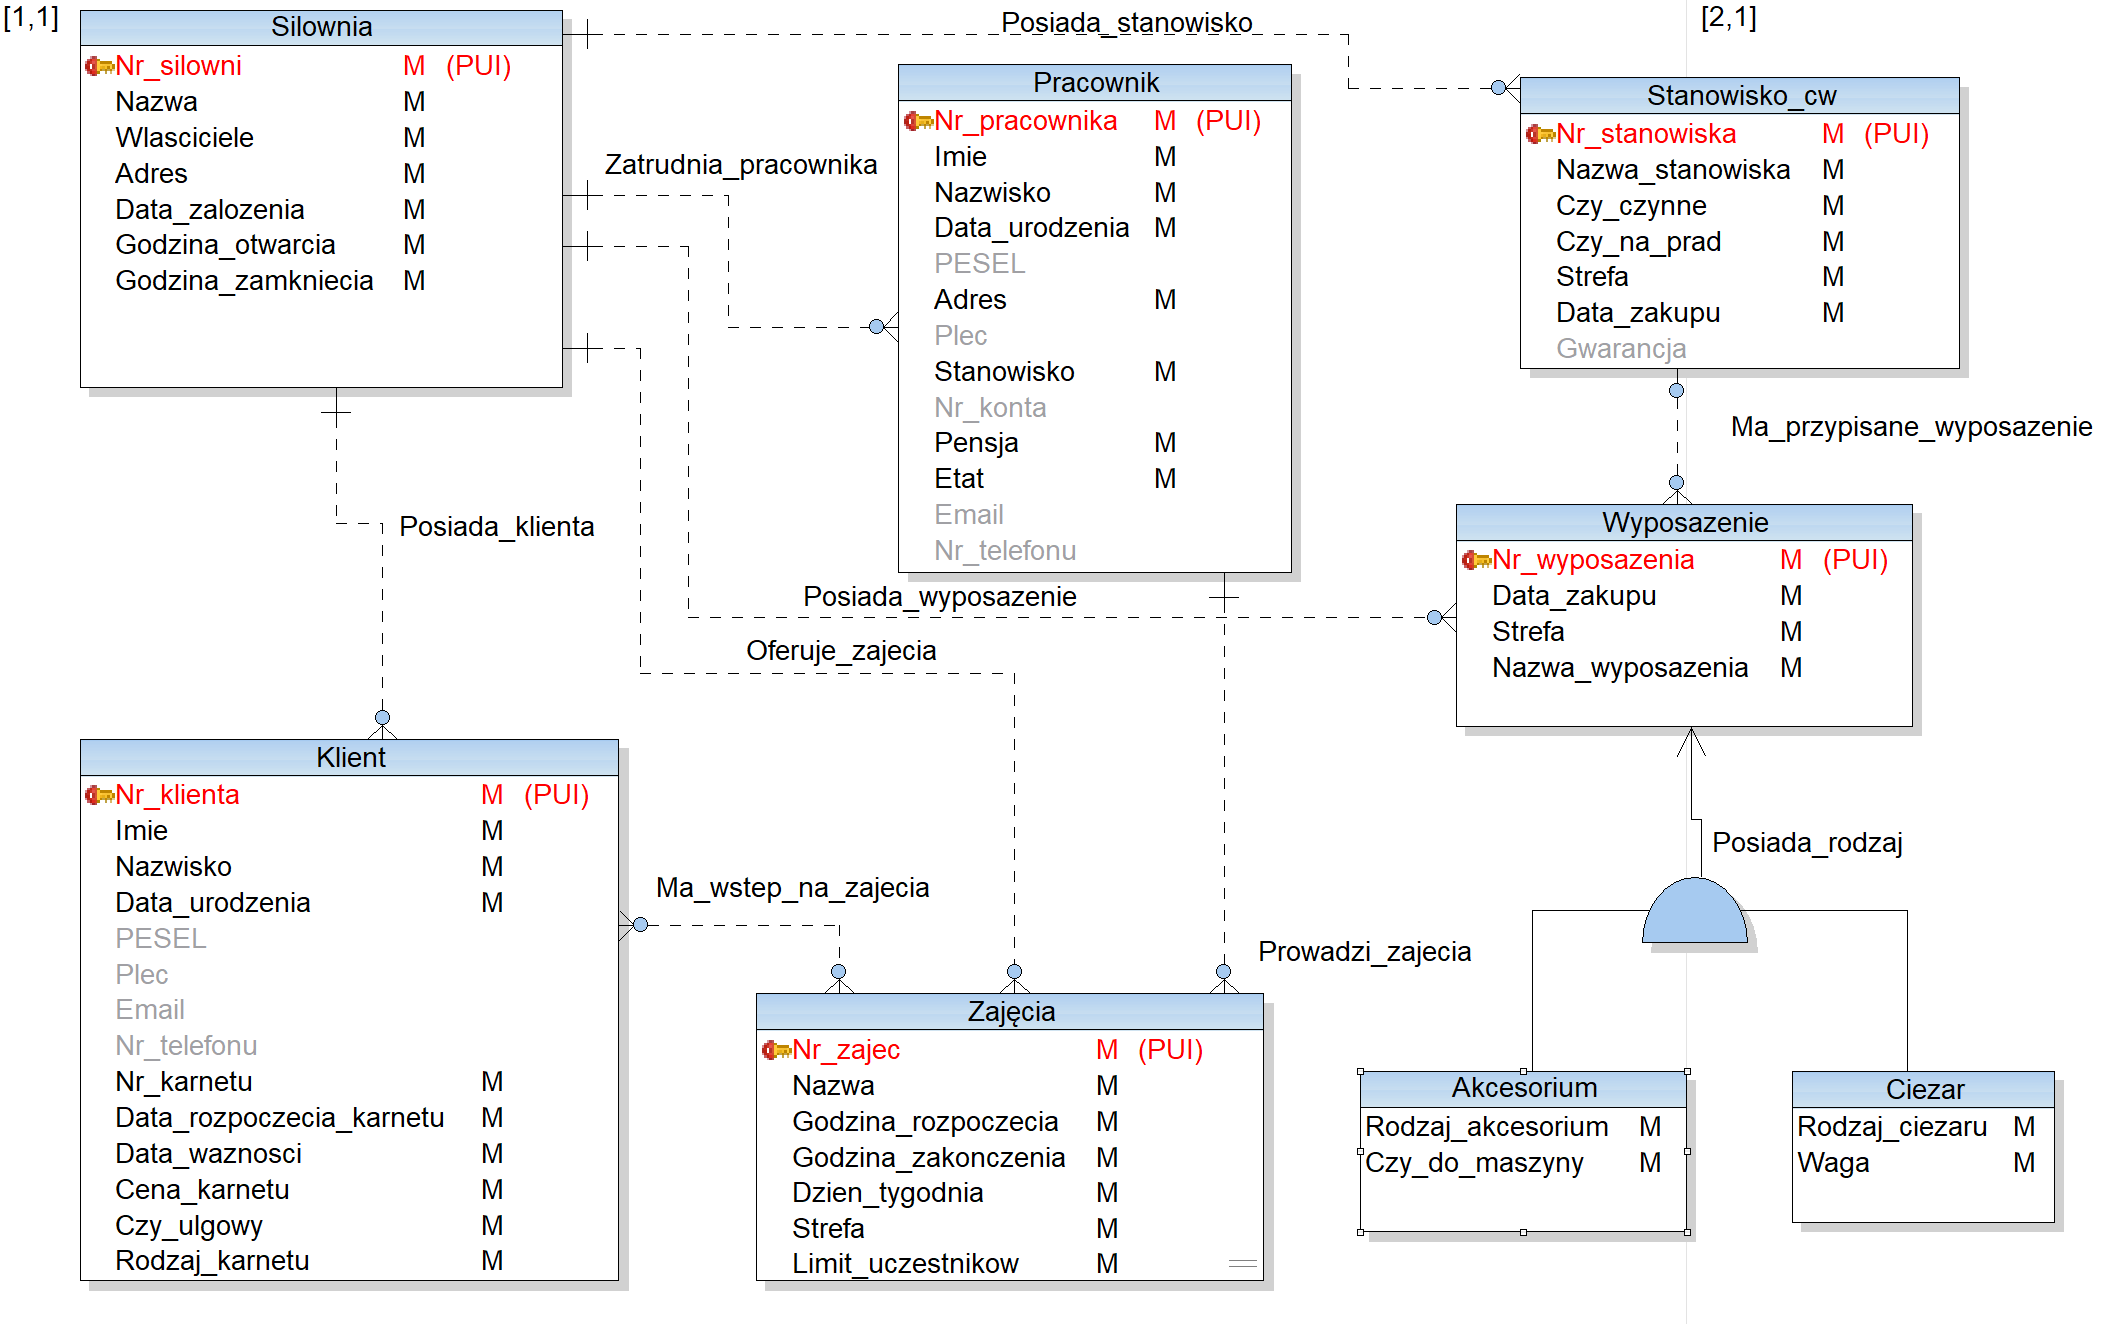 [1,1]
[2,1]
Silownia
Nr_silowni M (PUI)
Nazwa M
Wlasciciele M
Adres M
Data_zalozenia M
Godzina_otwarcia M
Godzina_zamkniecia M
Posiada_stanowisko
Zatrudnia_pracownika
Pracownik
Nr_pracownika M (PUI)
Imie M
Nazwisko M
Data_urodzenia M
PESEL
Adres M
Plec
Stanowisko M
Nr_konta
Pensja M
Etat M
Email
Nr_telefonu
Stanowisko_cw
Nr_stanowiska M (PUI)
Nazwa_stanowiska M
Czy_czynne M
Czy_na_prad M
Strefa M
Data_zakupu M
Gwarancja
Ma_przypisane_wyposazenie
Posiada_klienta
Posiada_wyposazenie
Oferuje_zajecia
Wyposazenie
Nr_wyposazenia M (PUI)
Data_zakupu M
Strefa M
Nazwa_wyposazenia M
Posiada_rodzaj
Klient
Nr_klienta M (PUI)
Imie M
Nazwisko M
Data_urodzenia M
PESEL
Plec
Email
Nr_telefonu
Nr_karnetu M
Data_rozpoczecia_karnetu M
Data_waznosci M
Cena_karnetu M
Czy_ulgowy M
Rodzaj_karnetu M
Ma_wstep_na_zajecia
Prowadzi_zajecia
Zajęcia
Nr_zajec M (PUI)
Nazwa M
Godzina_rozpoczecia M
Godzina_zakonczenia M
Dzien_tygodnia M
Strefa M
Limit_uczestnikow M
Akcesorium
Rodzaj_akcesorium M
Czy_do_maszyny M
Ciezar
Rodzaj_ciezaru M
Waga M